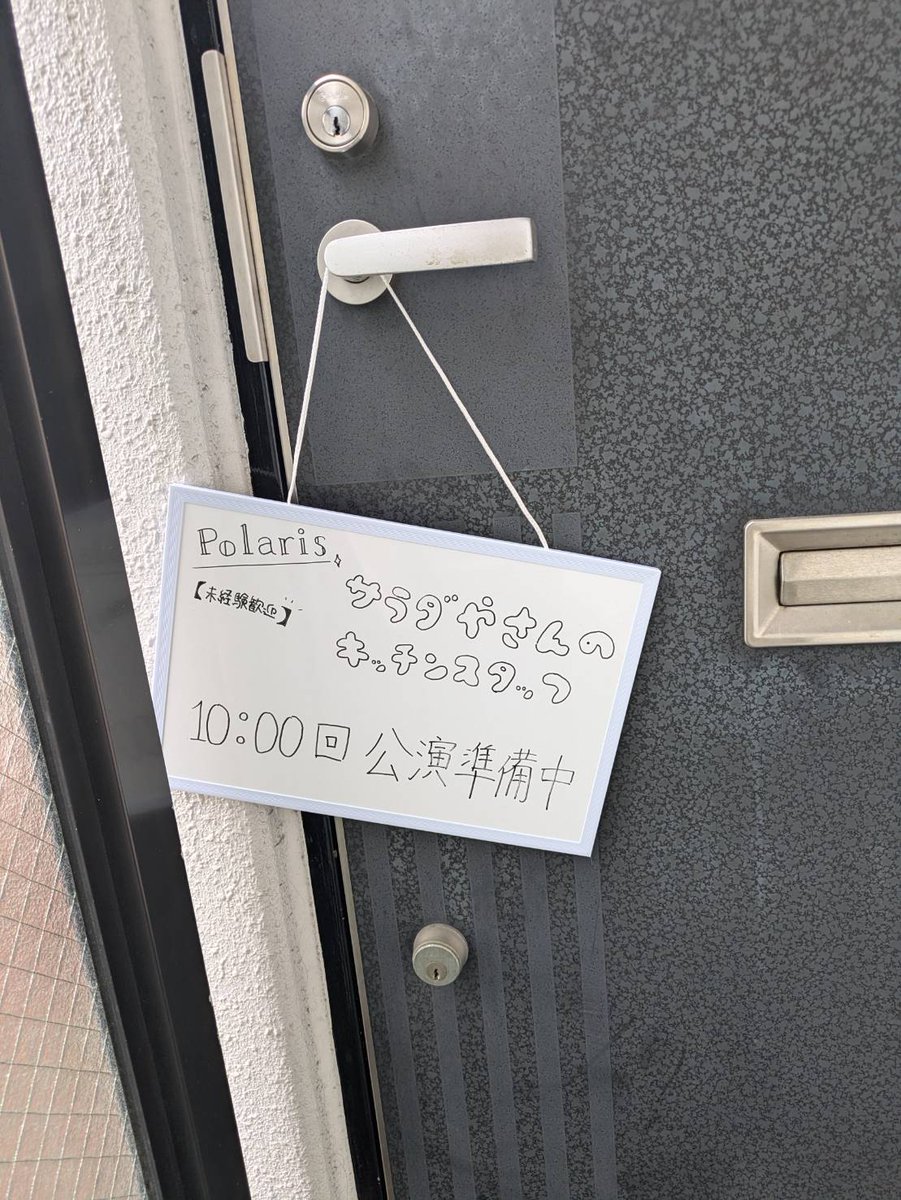 Polaris
【未経験歓迎】
サラダやさんの
キッチンスタッフ
10:00回 公演準備中